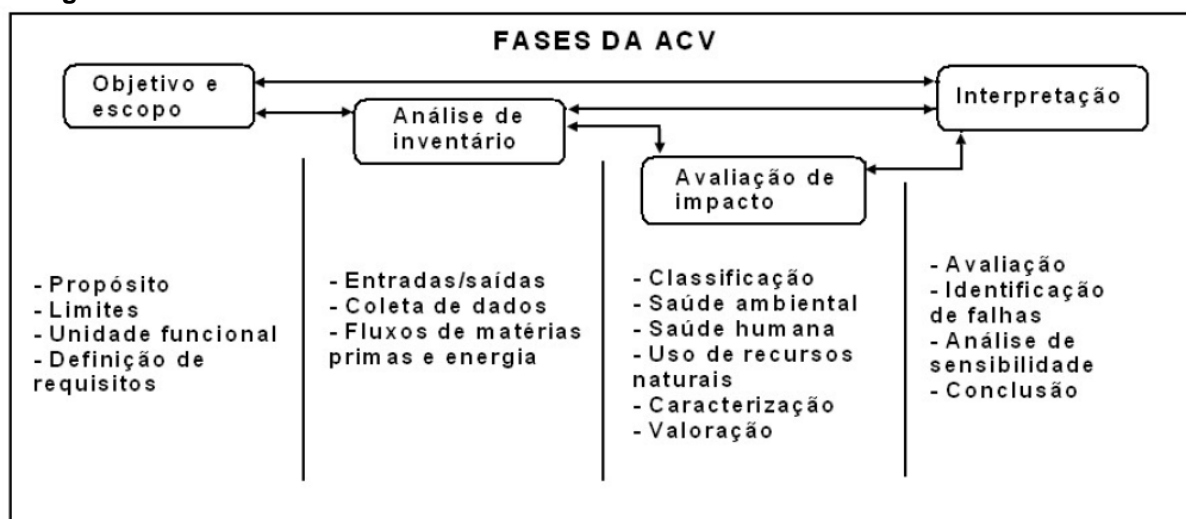 FASES DA ACV
Objetivo e
escopo
Análise de
inventário
Avaliação de
impacto
Interpretação
- Propósito
- Limites
- Unidade funcional
- Definição de
requisitos
- Entradas/saídas
- Coleta de dados
- Fluxos de matérias
primas e energia
- Classificação
- Saúde ambiental
- Saúde humana
- Uso de recursos
naturais
- Caracterização
- Valoração
- Avaliação
- Identificação
de falhas
- Análise de
sensibilidade
- Conclusão